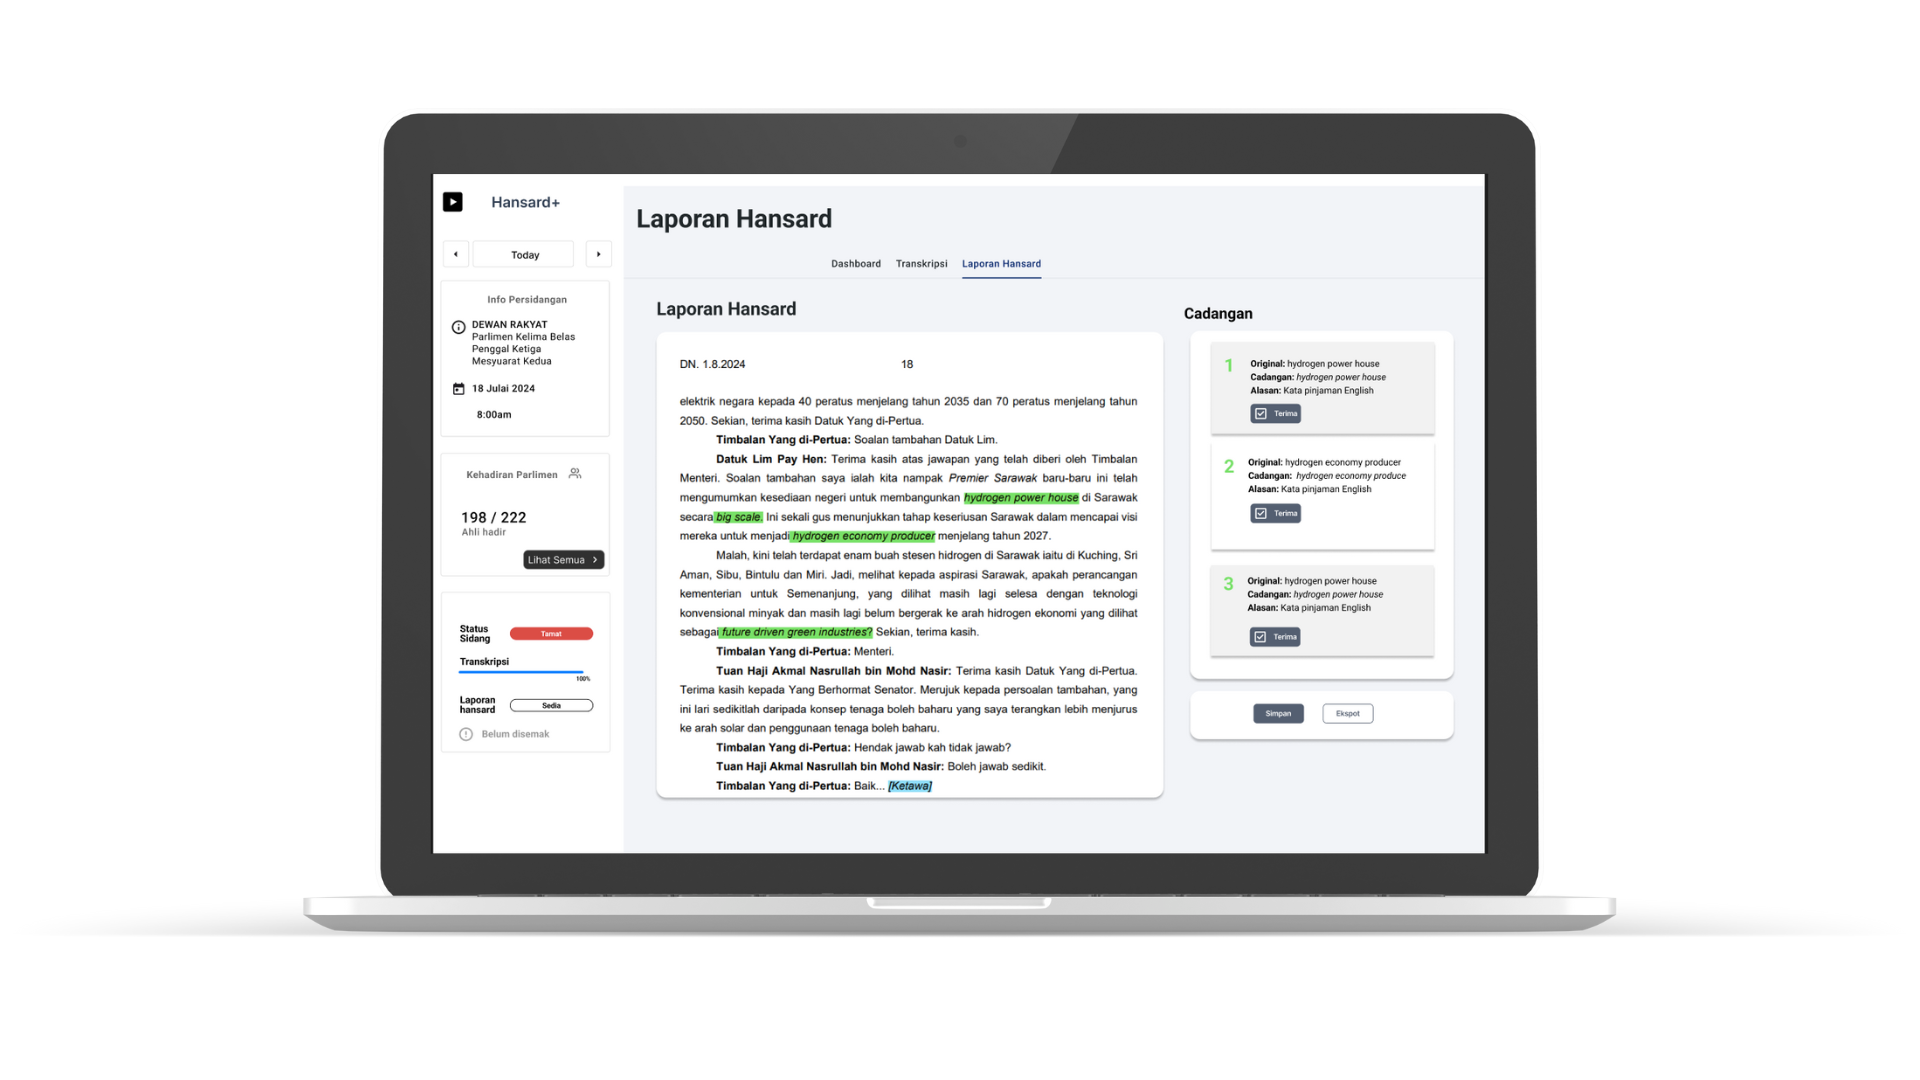 Hansard+
Today
Info Persidangan
DEWAN RAKYAT
Parlimen Kelima Belas
Penggal Ketiga
Mesyuarat Kedua
18 Julai 2024
8:00am
Kehadiran Parlimen
198 / 222
Ahli hadir
Lihat Semua
Status
Sidang
Tamat
Transkripsi
100%
Laporan
hansard
Sedia
Belum disemak
Laporan Hansard
Dashboard Transkripsi Laporan Hansard
Laporan Hansard
DN. 1.8.2024 18
elektrik negara kepada 40 peratus menjelang tahun 2035 dan 70 peratus menjelang tahun
2050. Sekian, terima kasih Datuk Yang di-Pertua.
Timbalan Yang di-Pertua: Soalan tambahan Datuk Lim.
Datuk Lim Pay Hen: Terima kasih atas jawapan yang telah diberi oleh Timbalan
Menteri. Soalan tambahan saya ialah kita nampak Premier Sarawak baru-baru ini telah
mengumumkan kesediaan negeri untuk membangunkan hydrogen power house di Sarawak
secara big scale. Ini sekali gus menunjukkan tahap keseriusan Sarawak dalam mencapai visi
mereka untuk menjadi hydrogen economy producer menjelang tahun 2027.
Malah, kini telah terdapat enam buah stesen hidrogen di Sarawak iaitu di Kuching, Sri
Aman, Sibu, Bintulu dan Miri. Jadi, melihat kepada aspirasi Sarawak, apakah perancangan
kementerian untuk Semenanjung, yang dilihat masih lagi selesa dengan teknologi
konvensional minyak dan masih lagi belum bergerak ke arah hidrogen ekonomi yang dilihat
sebagai future driven green industries? Sekian, terima kasih.
Timbalan Yang di-Pertua: Menteri.
Tuan Haji Akmal Nasrullah bin Mohd Nasir: Terima kasih Datuk Yang di-Pertua.
Terima kasih kepada Yang Berhormat Senator. Merujuk kepada persoalan tambahan, yang
ini lari sedikitlah daripada konsep tenaga boleh baharu yang saya terangkan lebih menjurus
ke arah solar dan penggunaan tenaga boleh baharu.
Timbalan Yang di-Pertua: Hendak jawab kah tidak jawab?
Tuan Haji Akmal Nasrullah bin Mohd Nasir: Boleh jawab sedikit.
Timbalan Yang di-Pertua: Baik... [Ketawa]
Cadangan
1
Original: hydrogen power house
Cadangan: hydrogen power house
Alasan: Kata pinjaman English
Terima
2
Original: hydrogen economy producer
Cadangan: hydrogen economy produce
Alasan: Kata pinjaman English
Terima
3
Original: hydrogen power house
Cadangan: hydrogen power house
Alasan: Kata pinjaman English
Terima
Simpan Ekspot